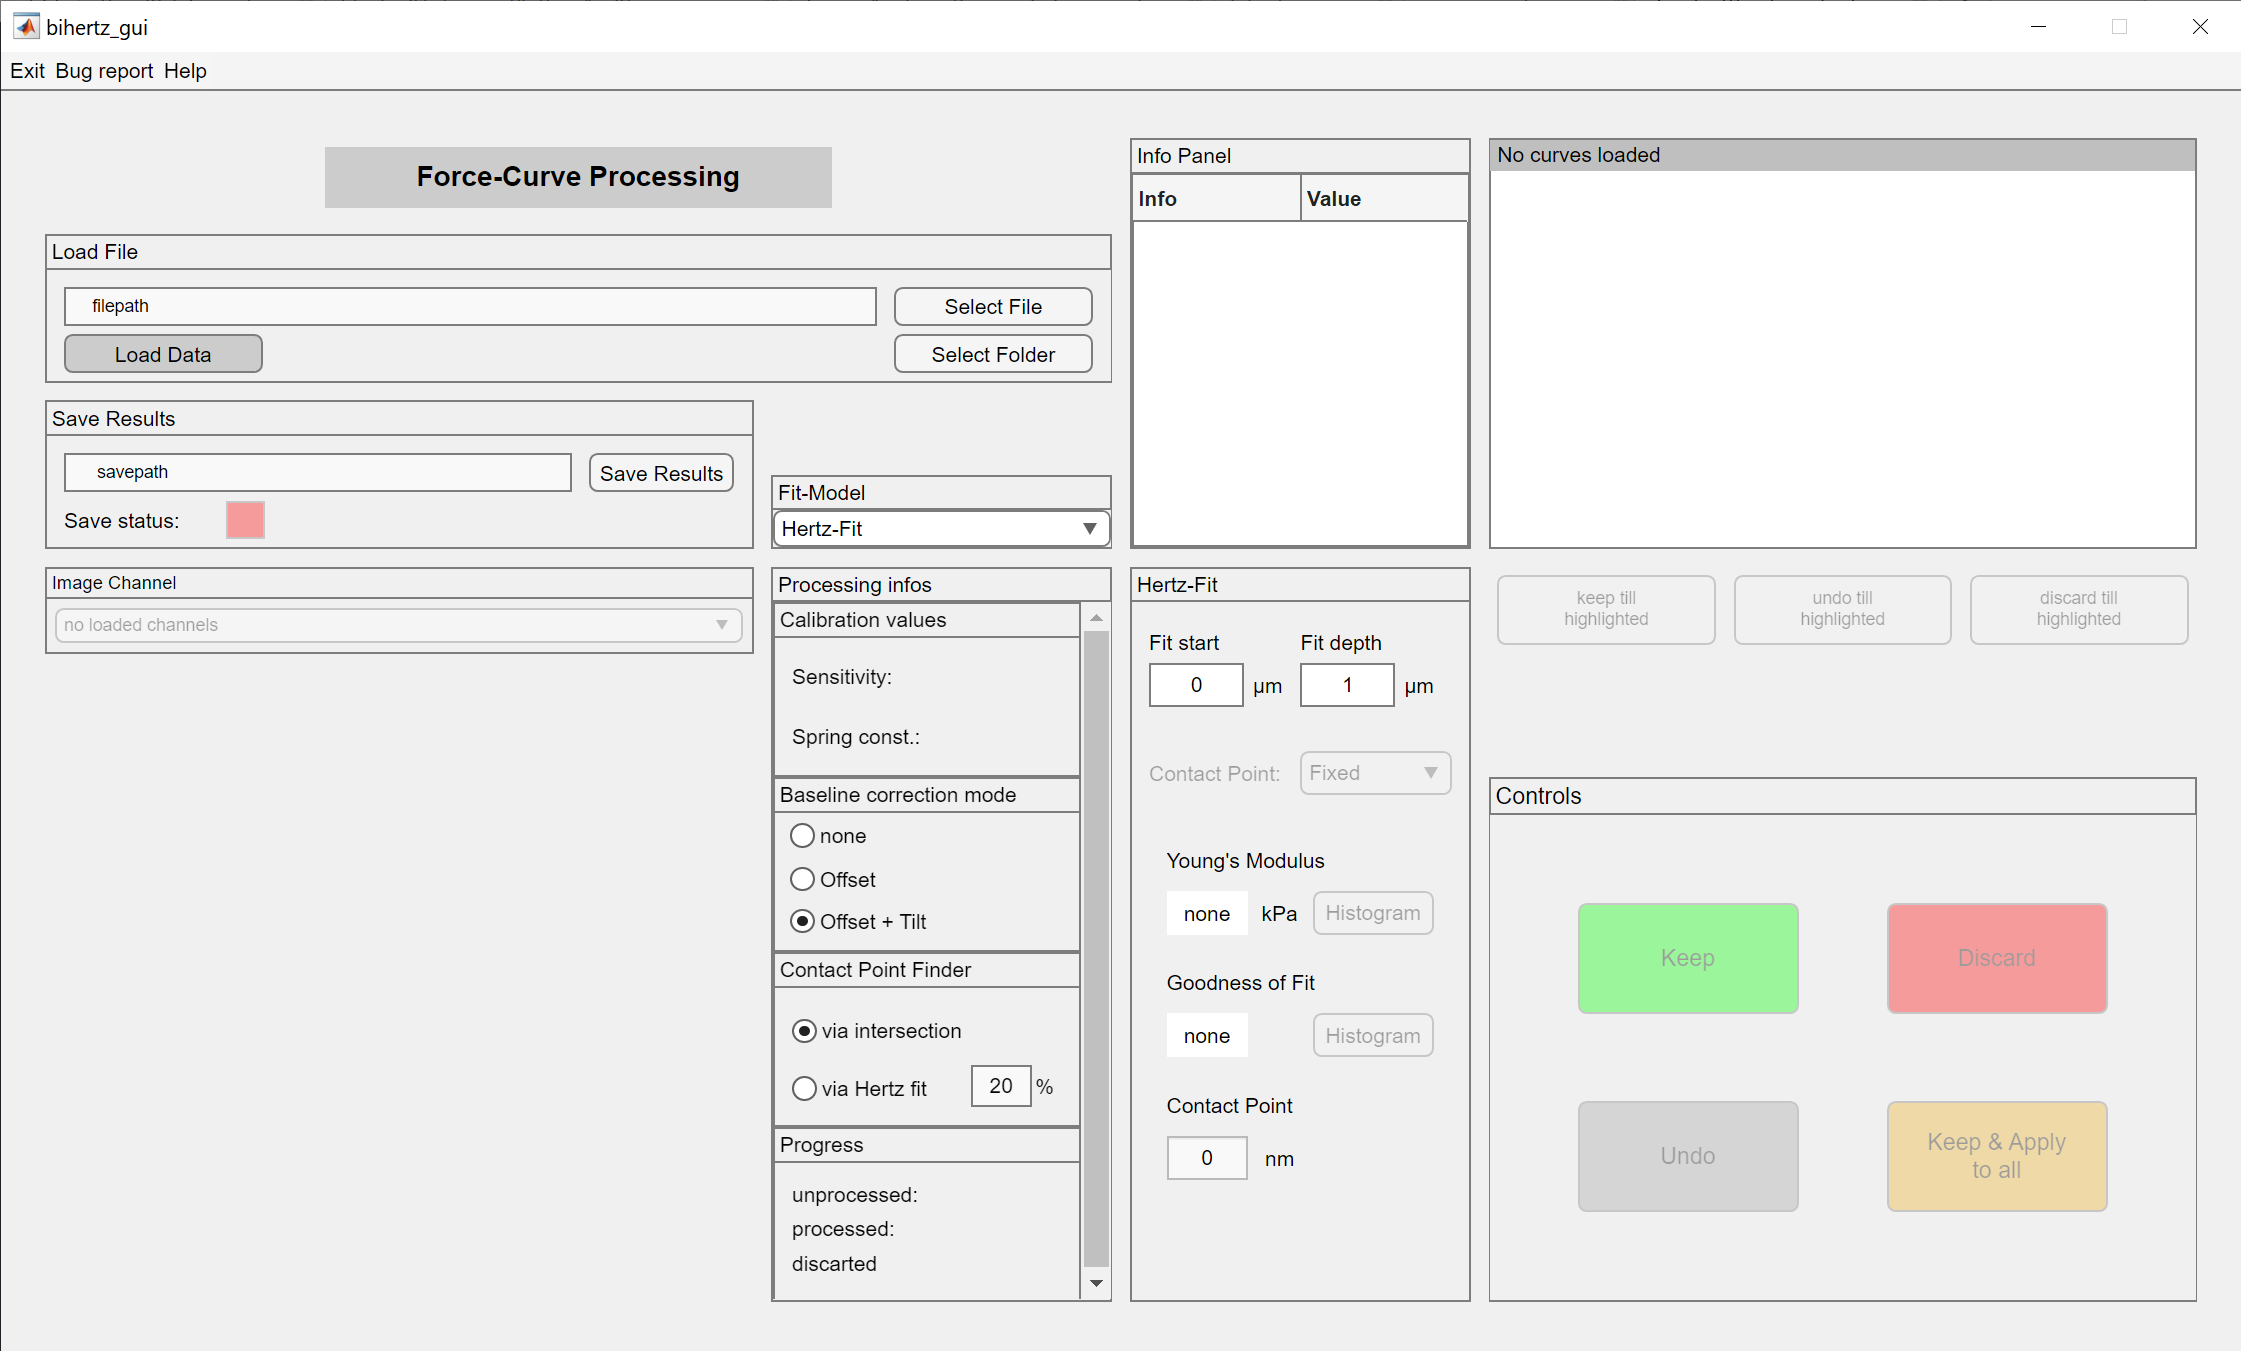 bihertz_gui
Exit Bug report Help
Force-Curve Processing
Load File
filepath
Select File
Load Data
Select Folder
Save Results
savepath
Save Results
Save status:
Fit-Model
Hertz-Fit
Info Panel
Info Value
No curves loaded
Image Channel
no loaded channels
Processing infos
Calibration values
Sensitivity:
Spring const.:
Baseline correction mode
none
Offset
Offset + Tilt
Contact Point Finder
via intersection
via Hertz fit 20 %
Progress
unprocessed:
processed:
discarted
Hertz-Fit
Fit start Fit depth
0 µm 1 µm
Contact Point: Fixed
Young's Modulus
none kPa Histogram
Goodness of Fit
none Histogram
Contact Point
0 nm
keep till
highlighted
undo till
highlighted
discard till
highlighted
Controls
Keep
Discard
Undo
Keep & Apply
to all